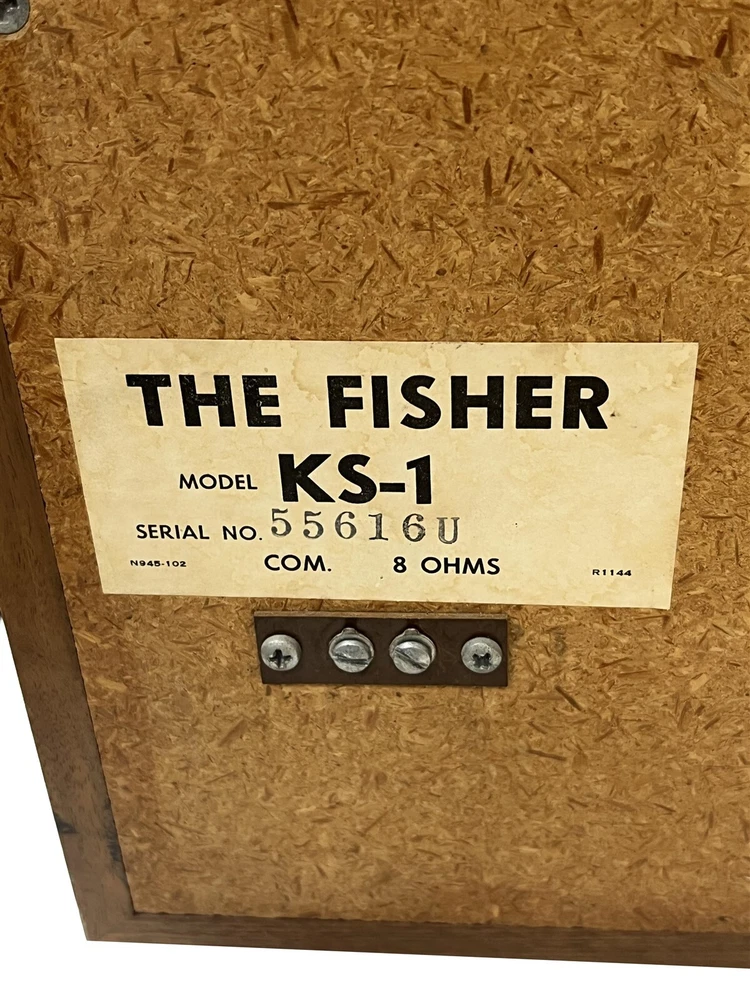 THE FISHER
MODEL KS-1
SERIAL NO. 55616U
N945-102 COM. 8 OHMS R1144